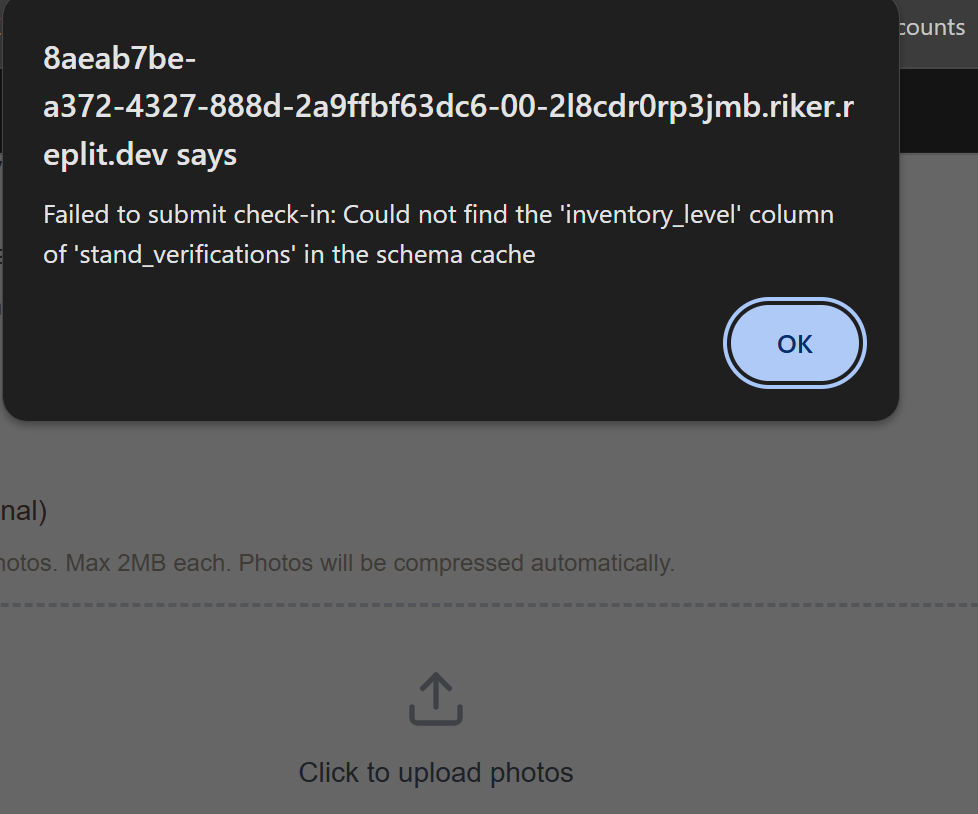 counts
8aeab7be-
a372-4327-888d-2a9ffbf63dc6-00-2l8cdr0rp3jmb.riker.r
eplit.dev says
Failed to submit check-in: Could not find the 'inventory_level' column
of 'stand_verifications' in the schema cache
OK
nal)
hotos. Max 2MB each. Photos will be compressed automatically.
Click to upload photos